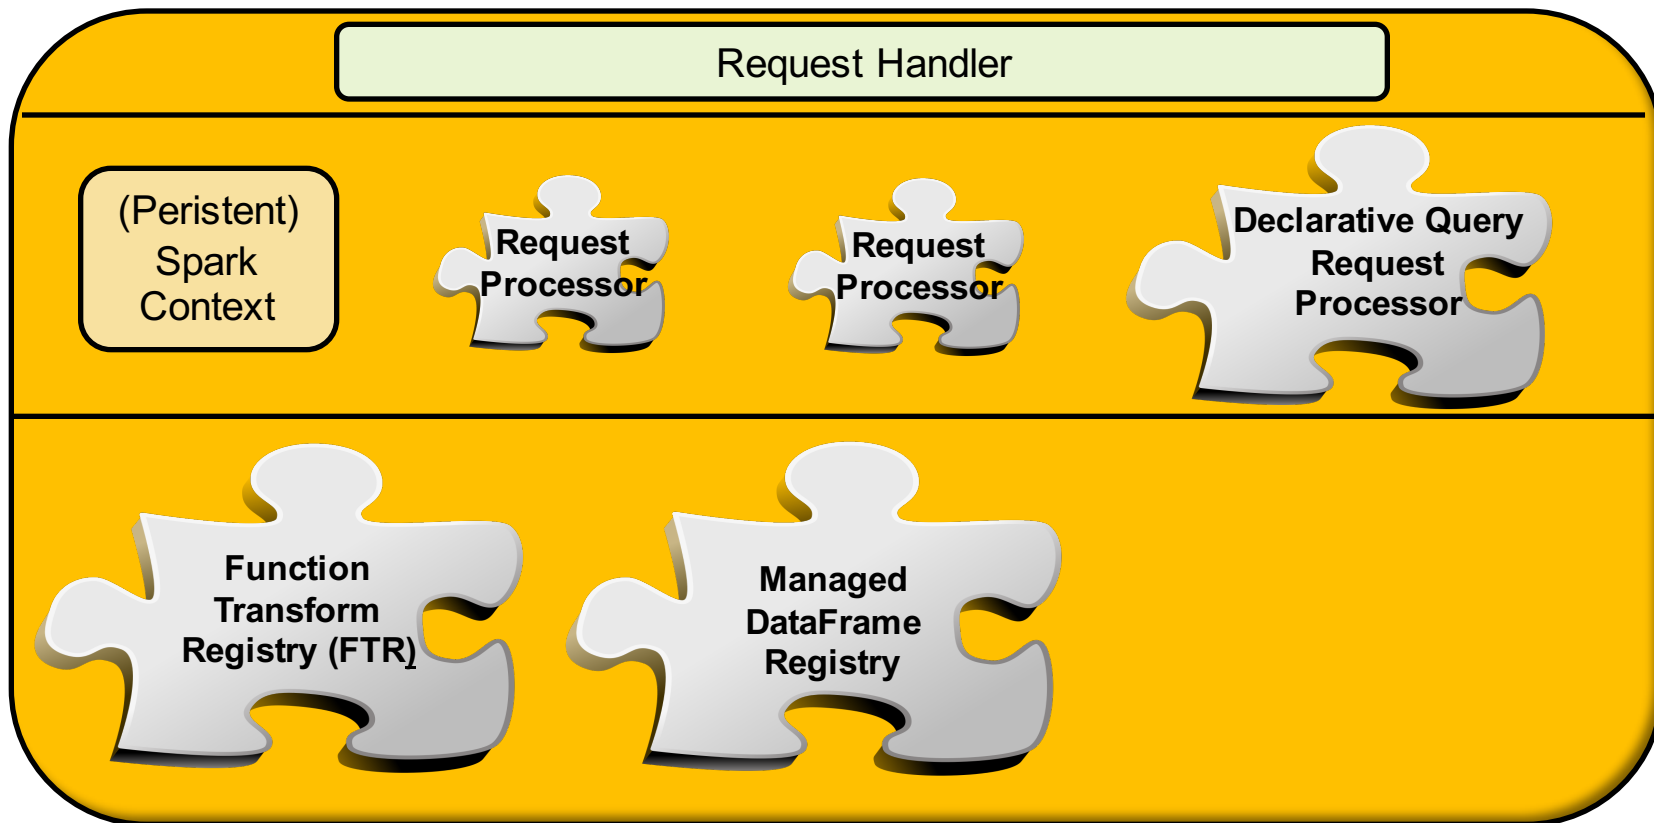 Request Handler
(Peristent)
Spark
Context
Request
Processor
Request
Processor
Declarative Query
Request
Processor
Function
Transform
Registry (FTR)
Managed
DataFrame
Registry